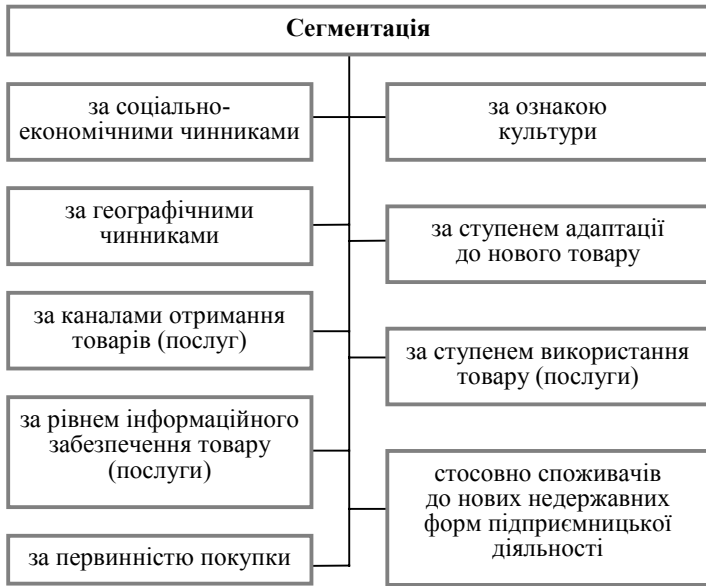 Сегментація
за соціально-
економічними чинниками
за ознакою
культури
за географічними
чинниками
за ступенем адаптації
до нового товару
за каналами отримання
товарів (послуг)
за ступенем використання
товару (послуги)
за рівнем інформаційного
забезпечення товару
(послуги)
стосовно споживачів
до нових недержавних
форм підприємницької
діяльності
за первинністю покупки